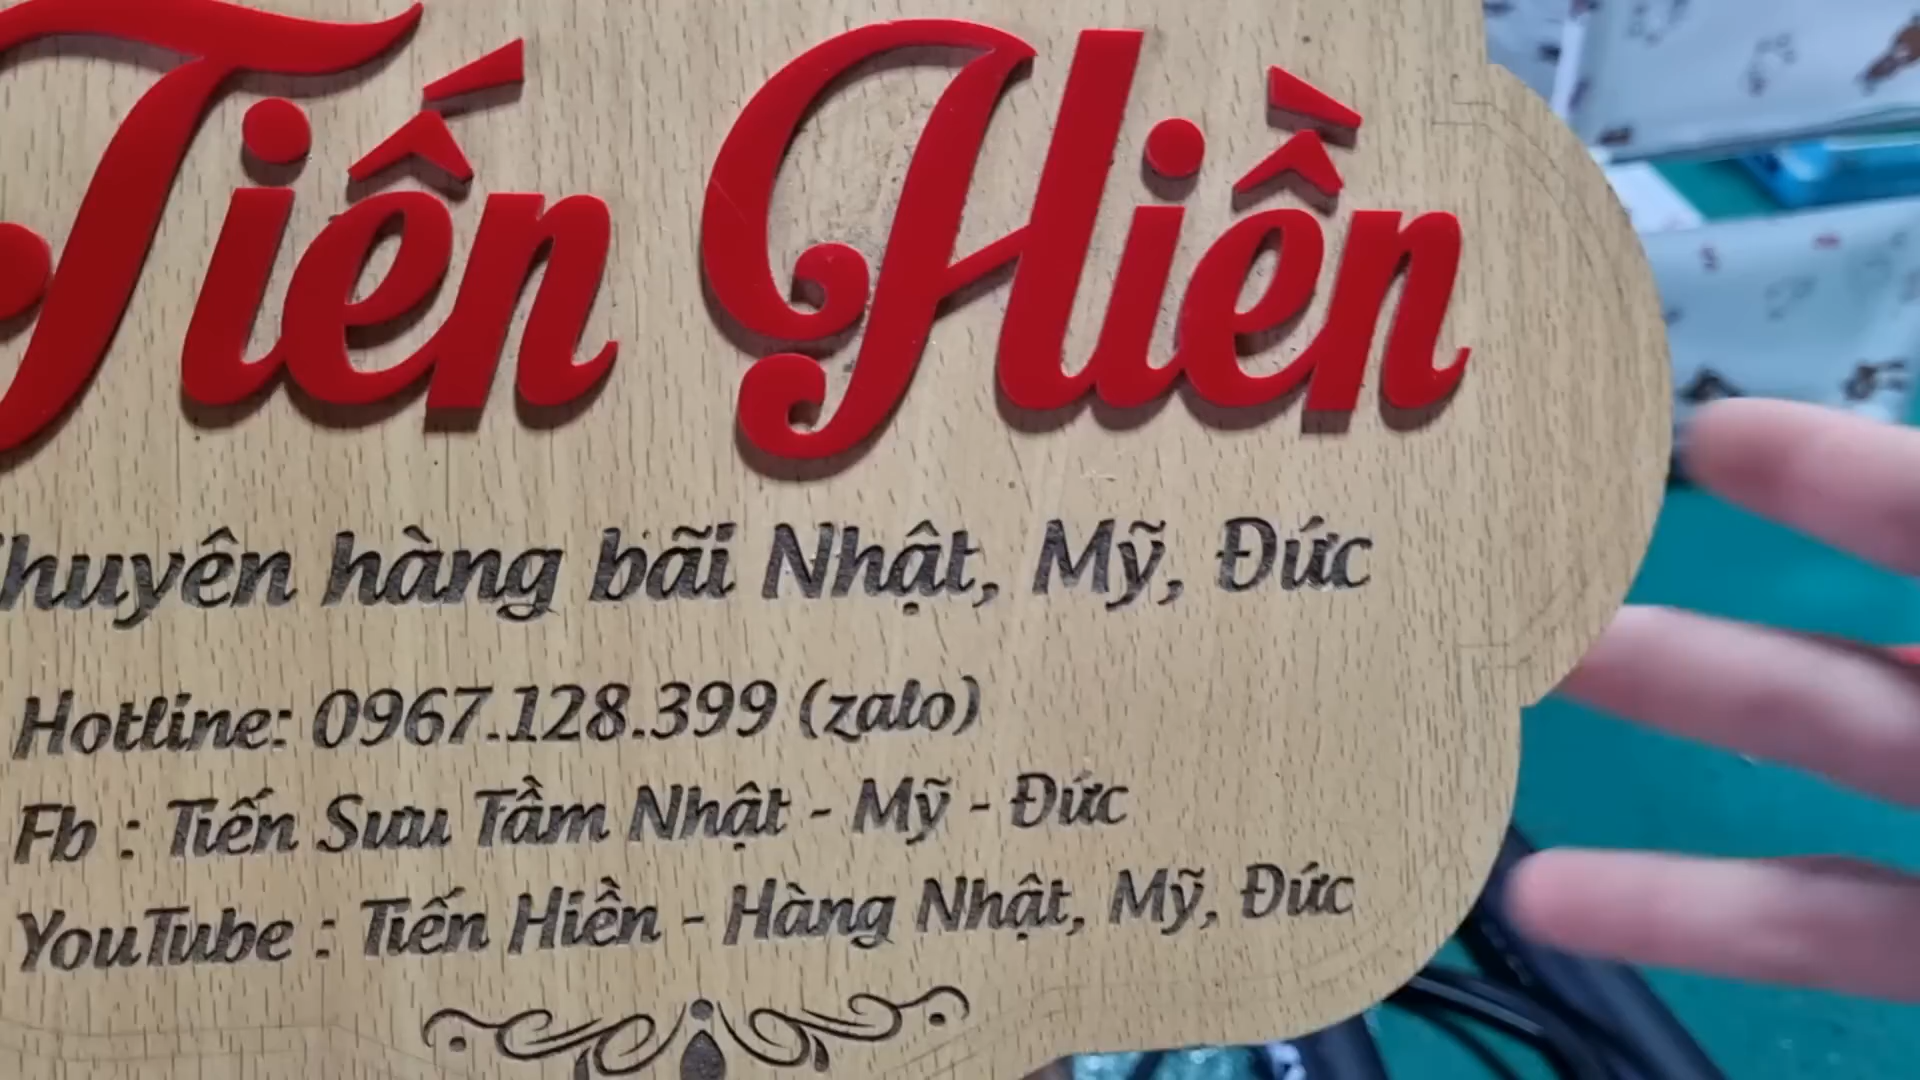 Tiến Hiền
Chuyên hàng bãi Nhật, Mỹ, Đức
Hotline: 0967.128.399 (zalo)
Fb : Tiến Sưu Tầm Nhật - Mỹ - Đức
YouTube : Tiến Hiền - Hàng Nhật, Mỹ, Đức